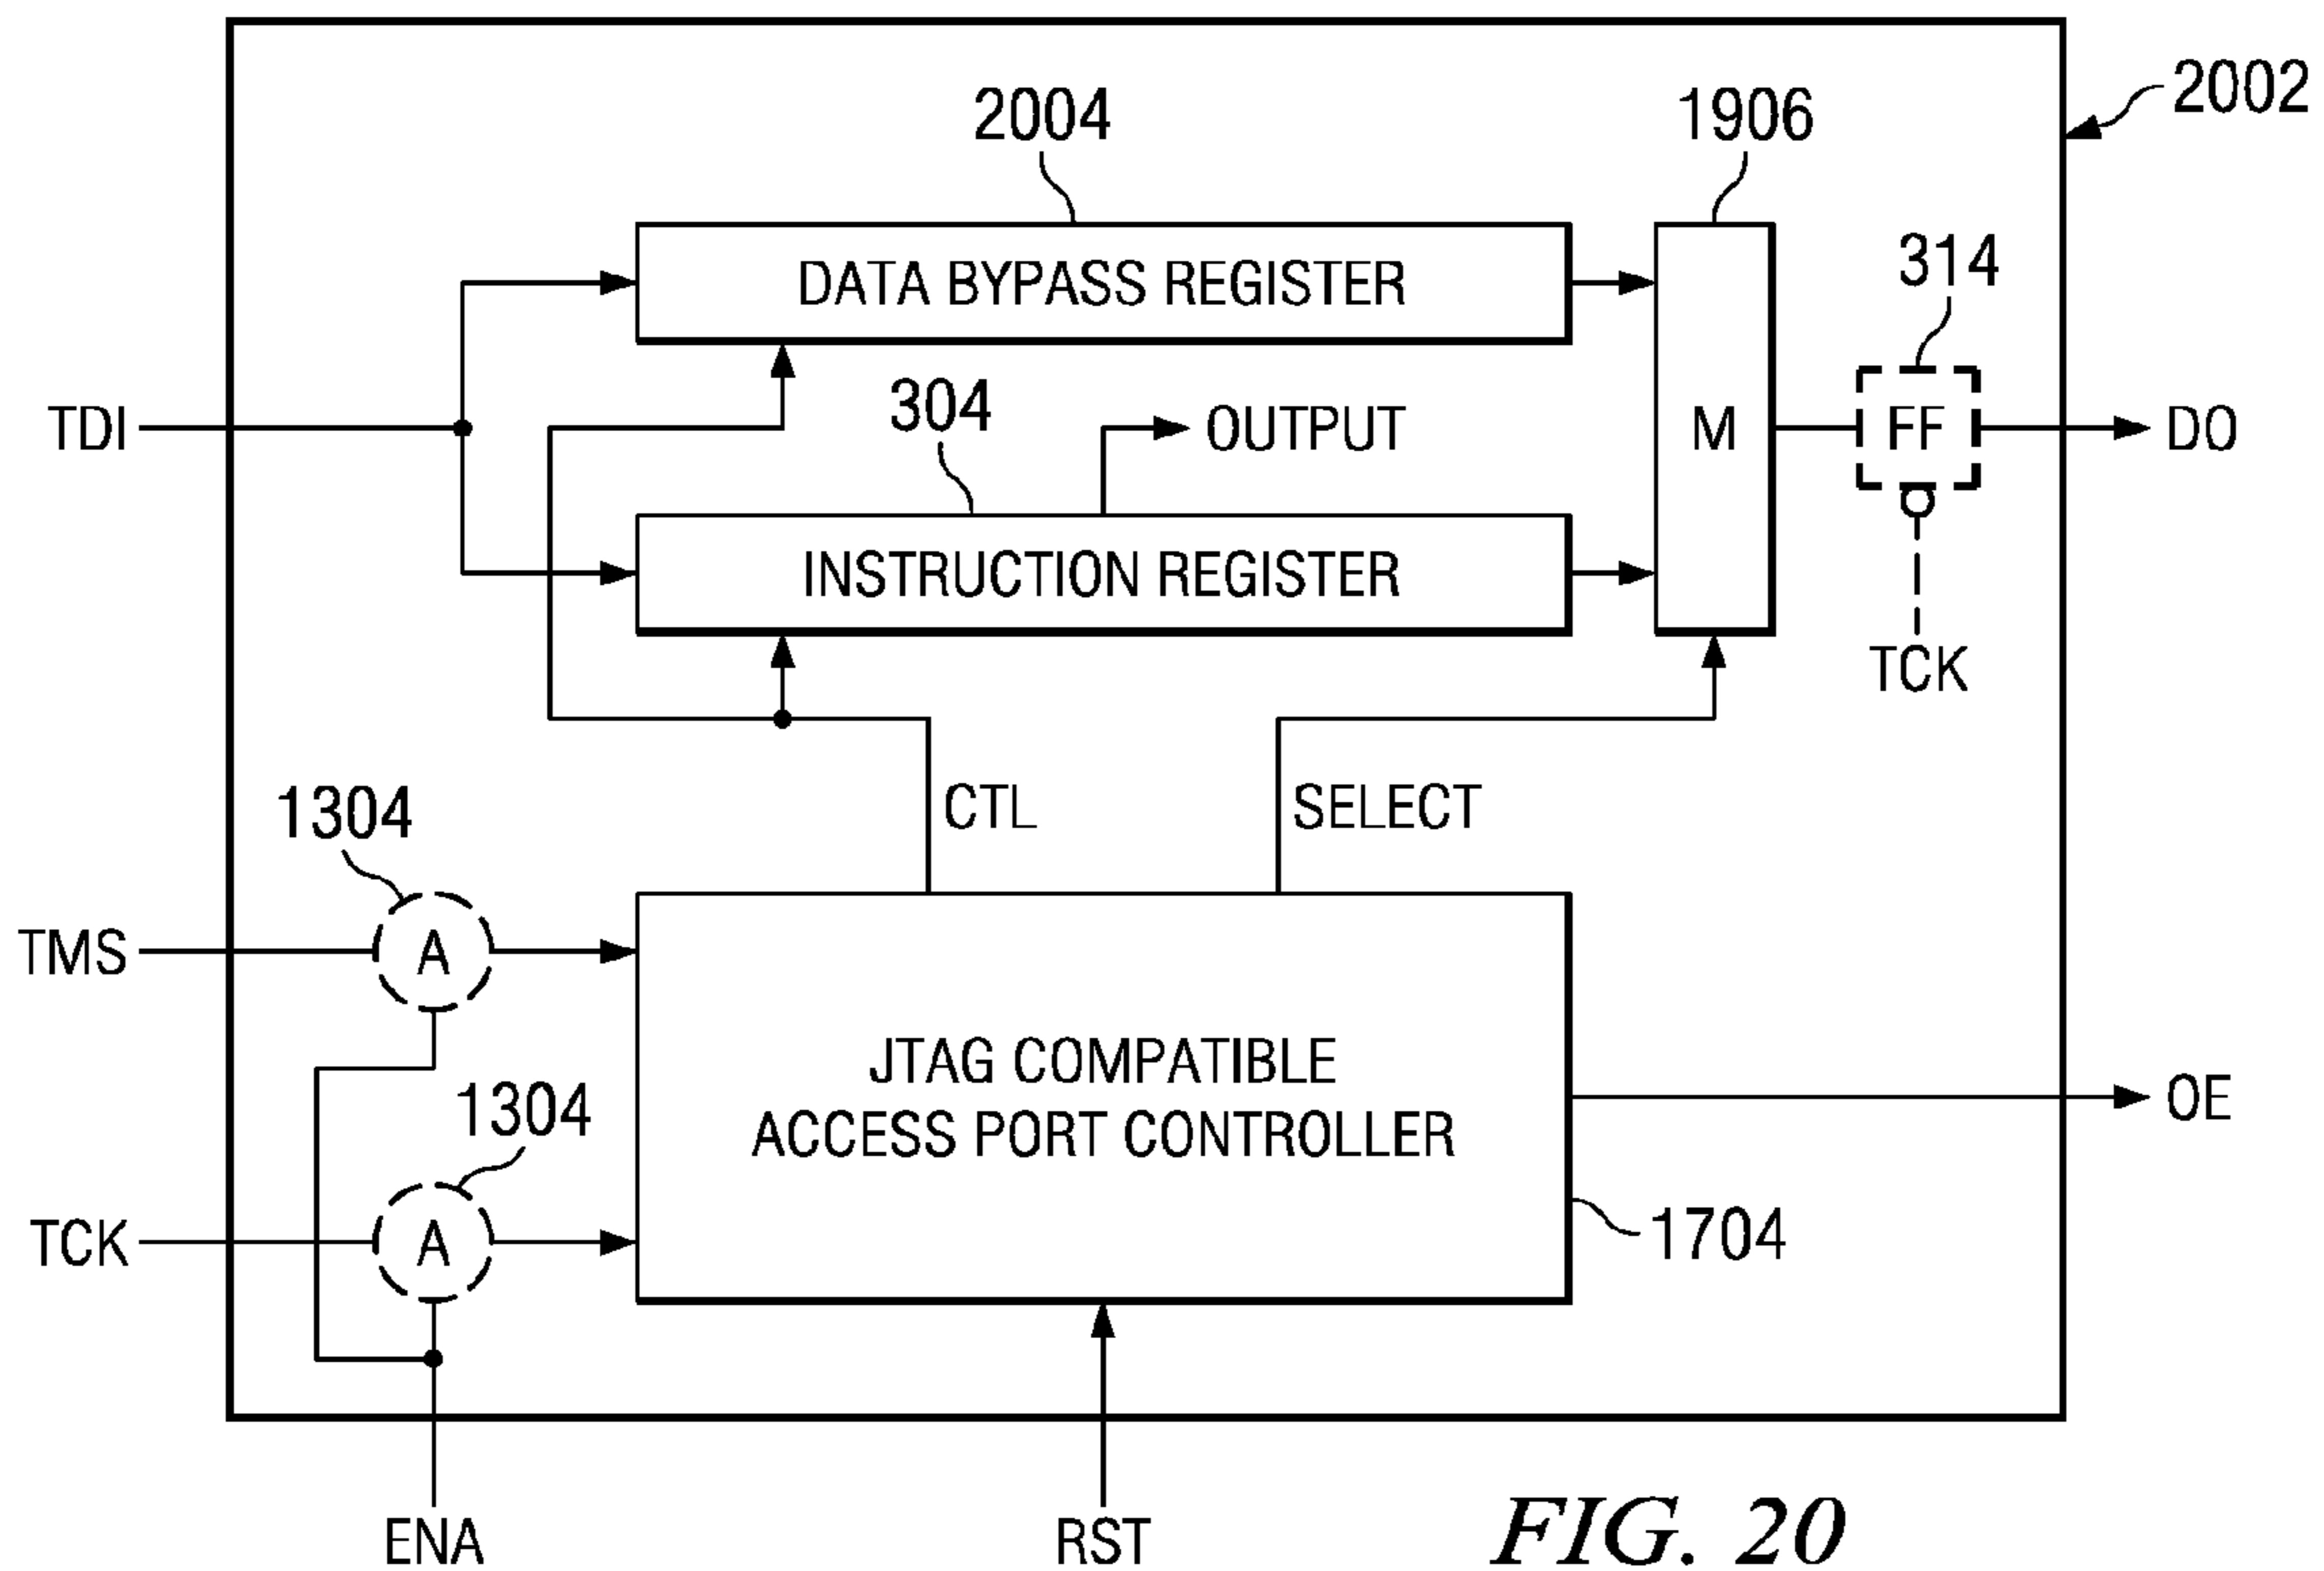 2002
2004
1906
314
DATA BYPASS REGISTER
304
TDI
OUTPUT
M
FF
DO
INSTRUCTION REGISTER
TCK
CTL
SELECT
1304
TMS
A
JTAG COMPATIBLE
ACCESS PORT CONTROLLER
1304
OE
TCK
A
1704
ENA
RST
FIG. 20